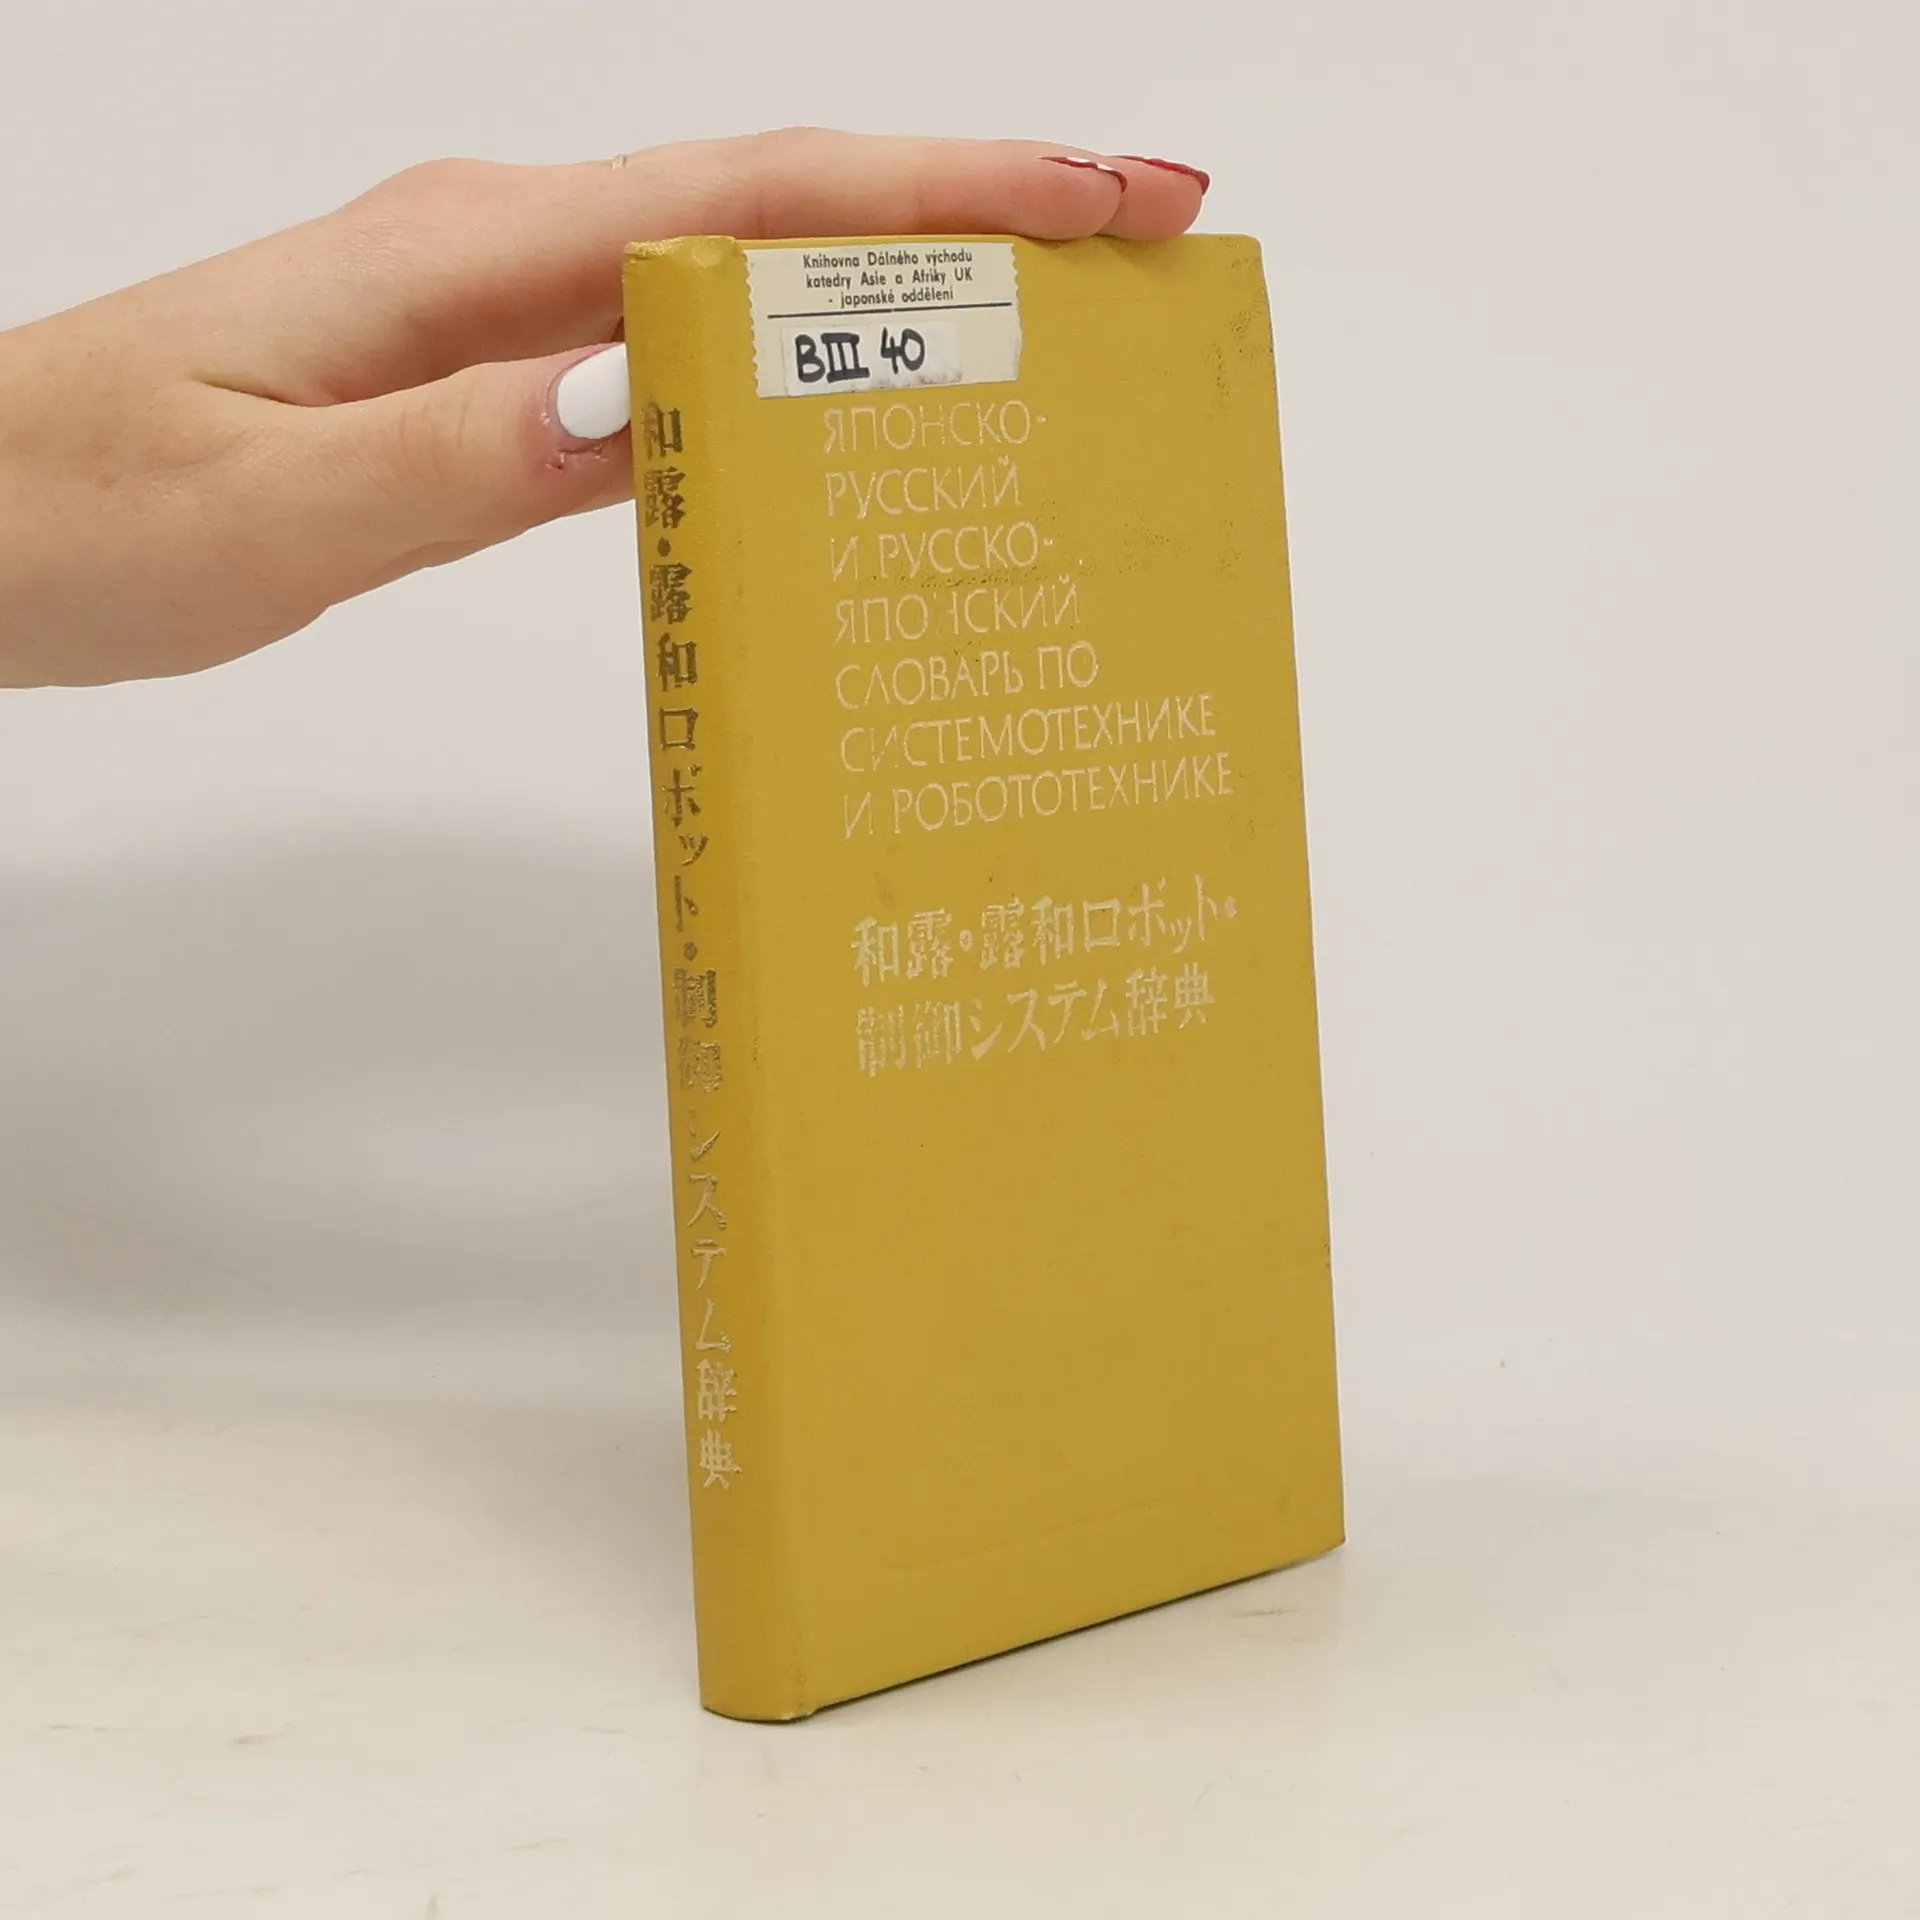 Knihovna Dálného východu
katedry Asie a Afriky UK
- japonské oddělení
BIII 40
ЯПОНСКО-
РУССКИЙ
И РУССКО-
ЯПОНСКИЙ
СЛОВАРЬ ПО
СИСТЕМОТЕХНИКЕ
И РОБОТОТЕХНИКЕ
和露・露和ロボット・
制御システム辞典
和露・露和ロボット・制御システム辞典